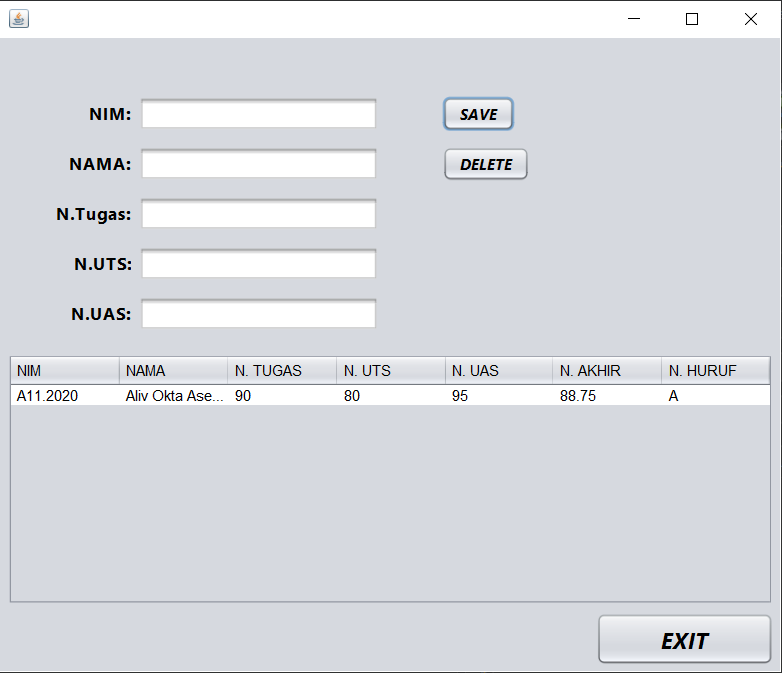 NIM: SAVE
NAMA: DELETE
N.Tugas:
N.UTS:
N.UAS:
NIM NAMA N. TUGAS N. UTS N. UAS N. AKHIR N. HURUF
A11.2020 Aliv Okta Ase... 90 80 95 88.75 A
EXIT